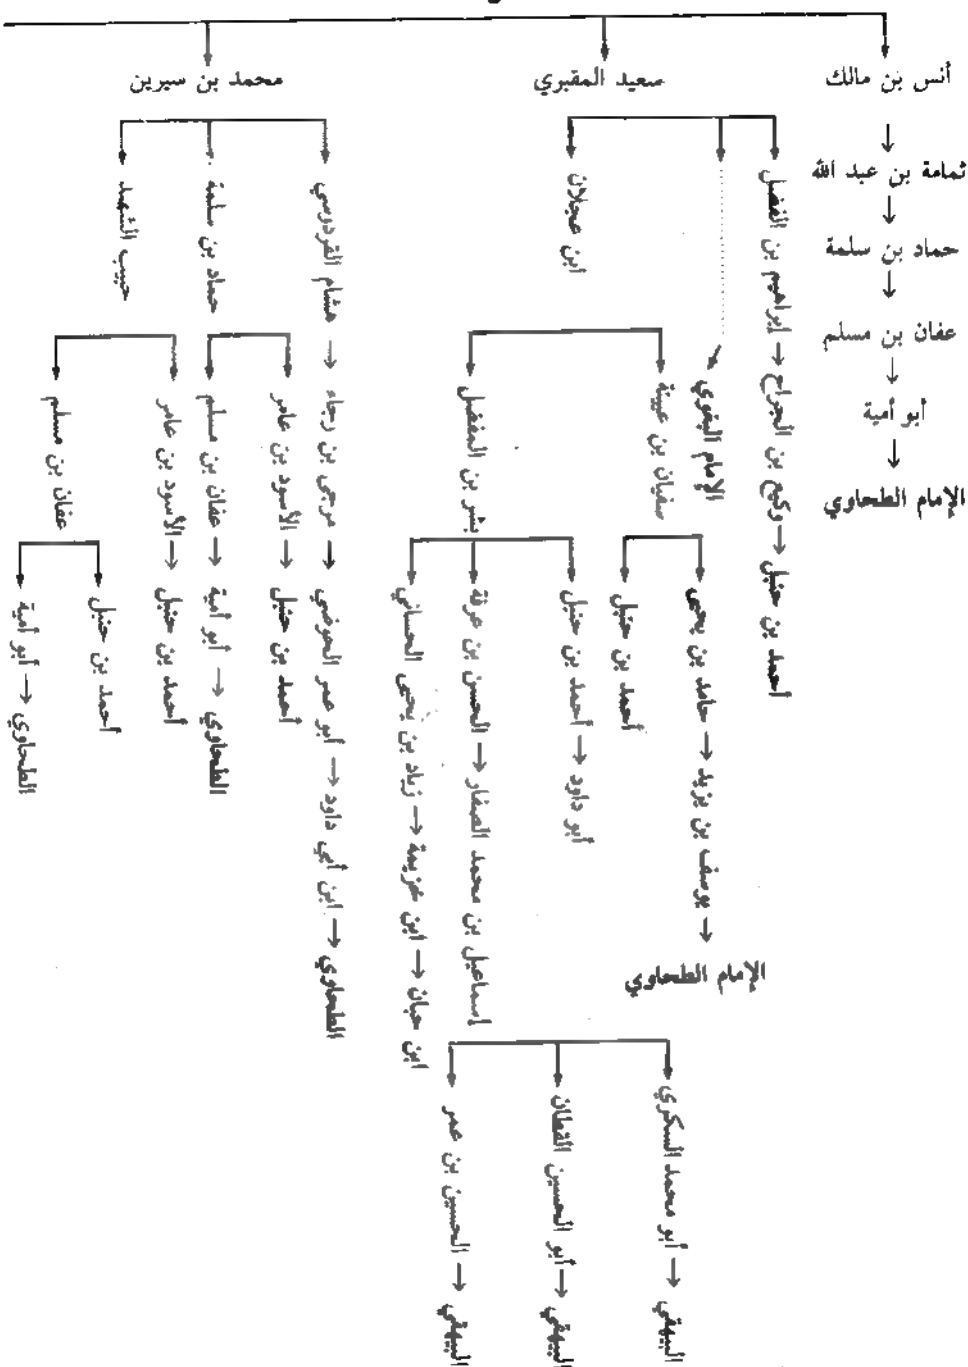 أنس بن مالك
ثمامة بن عبد الله
حماد بن سلمة
عفان بن مسلم
أبو أمية
الإمام الطحاوي
سعيد المقبري
إبراهيم بن الفضل → وكيع بن الجراح → أحمد بن حنبل
الإمام البغوي
ابن عجلان
سفيان بن عيينة
حامد بن يحيى → يوسف بن يزيد →
الإمام الطحاوي
أحمد بن حنبل
بشر بن المفضل
أحمد بن حنبل → أبو داود
الحسن بن عرفة → إسماعيل بن محمد الصفار
زياد بن يحيى الحساني → ابن خزيمة → ابن حبان
أبو محمد السكري → البيهقي
أبو الحسين القطان → البيهقي
الحسين بن عمر → البيهقي
محمد بن سيرين
هشام القردوسي → مرجى بن رجاء → أبو عمر الحوضي → ابن أبي داود → الطحاوي
حماد بن سلمة
الأسود بن عامر → أحمد بن حنبل
عفان بن مسلم → أبو أمية → الطحاوي
حبيب الشهيد
الأسود بن عامر → أحمد بن حنبل
عفان بن مسلم
أحمد بن حنبل
أبو أمية → الطحاوي